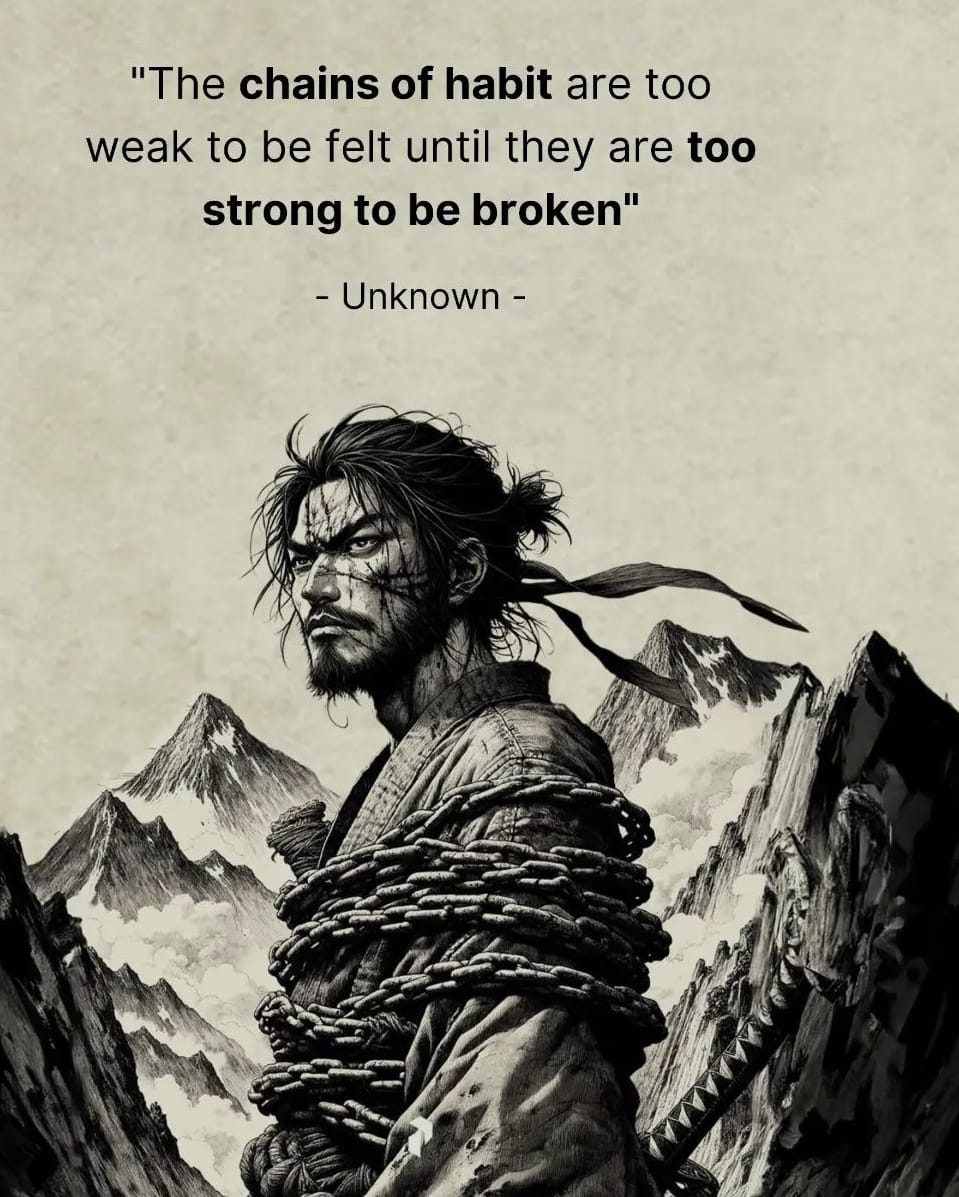 "The chains of habit are too
weak to be felt until they are too
strong to be broken"
- Unknown -